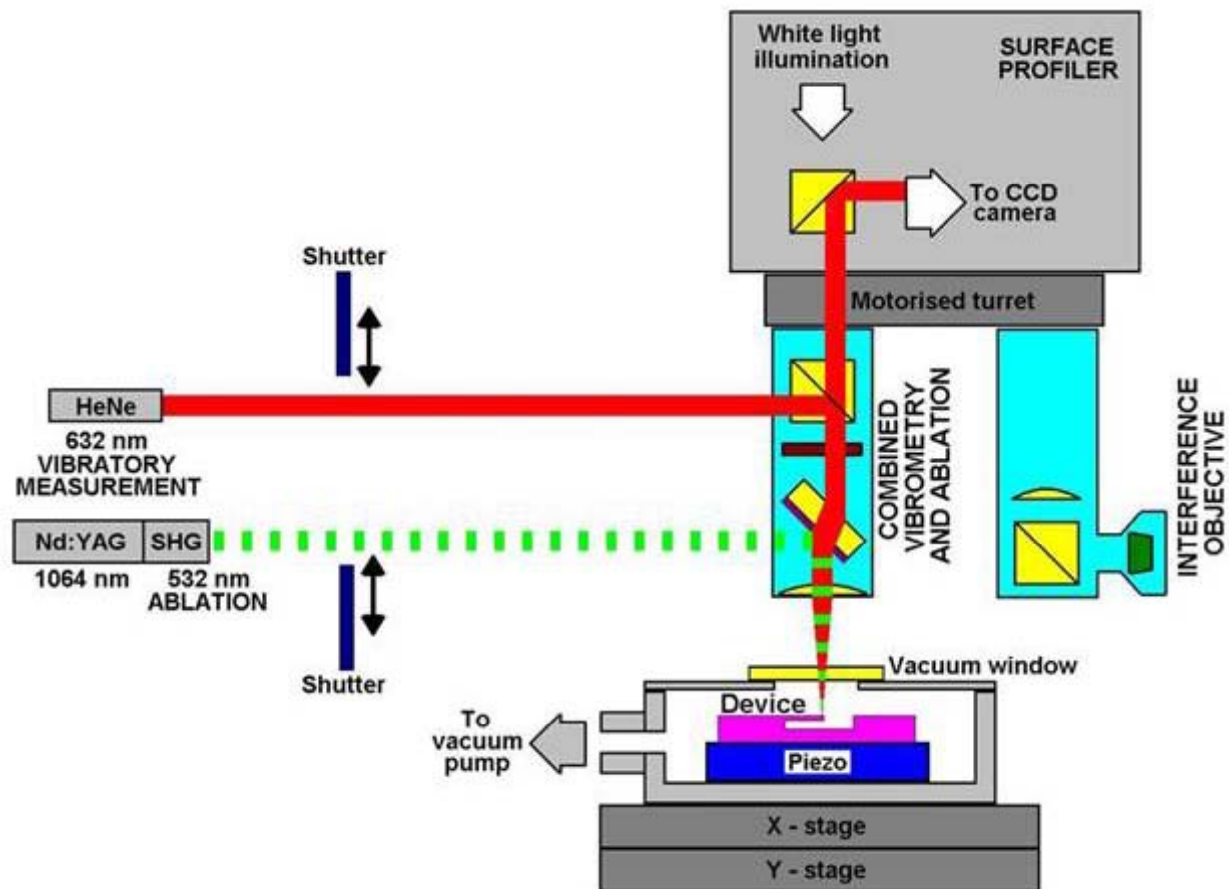 White light
illumination
SURFACE
PROFILER
To CCD
camera
Shutter
Motorised turret
HeNe
632 nm
VIBRATORY
MEASUREMENT
COMBINED
VIBROMETRY
AND ABLATION
INTERFERENCE
OBJECTIVE
Nd:YAG
SHG
1064 nm
532 nm
ABLATION
Shutter
Vacuum window
Device
To
vacuum
pump
Piezo
X - stage
Y - stage